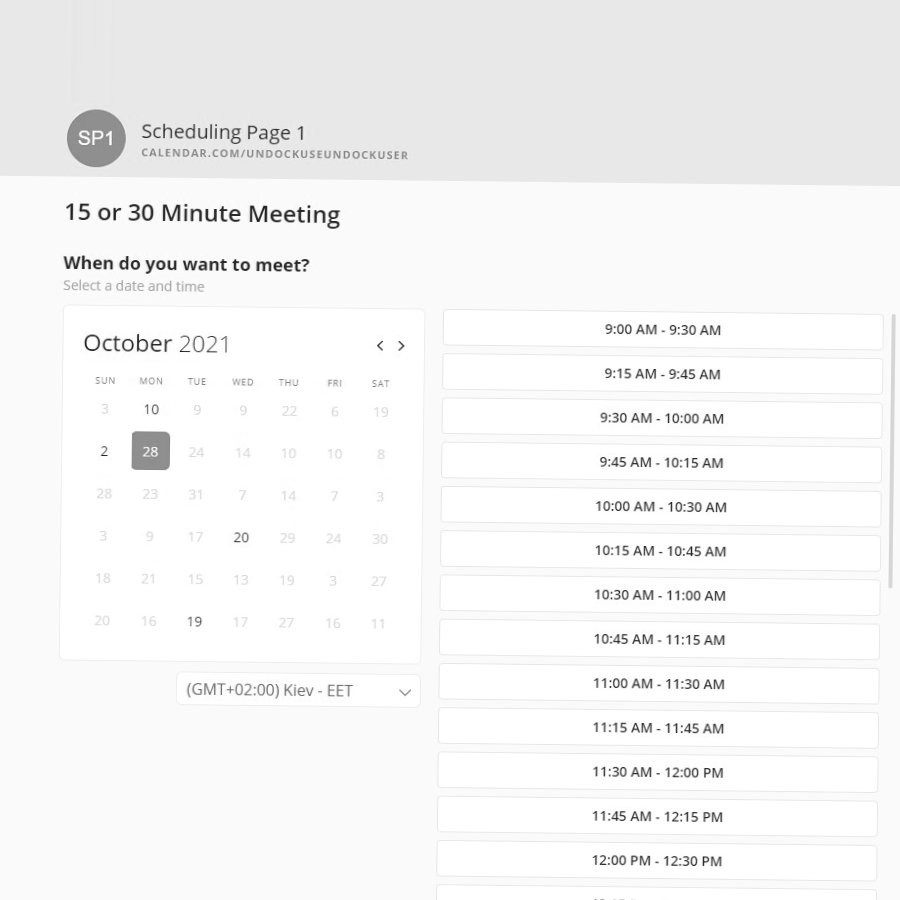 SP1
Scheduling Page 1
CALENDAR.COM/UNDOCKUSEUNDOCKUSER
15 or 30 Minute Meeting
When do you want to meet?
Select a date and time
October 2021
SUN MON TUE WED THU FRI SAT
3 10 9 9 22 6 19
2 28 24 14 10 10 8
28 23 31 7 14 7 3
3 9 17 20 29 24 30
18 21 15 13 19 3 27
20 16 19 17 27 16 11
(GMT+02:00) Kiev - EET
9:00 AM - 9:30 AM
9:15 AM - 9:45 AM
9:30 AM - 10:00 AM
9:45 AM - 10:15 AM
10:00 AM - 10:30 AM
10:15 AM - 10:45 AM
10:30 AM - 11:00 AM
10:45 AM - 11:15 AM
11:00 AM - 11:30 AM
11:15 AM - 11:45 AM
11:30 AM - 12:00 PM
11:45 AM - 12:15 PM
12:00 PM - 12:30 PM